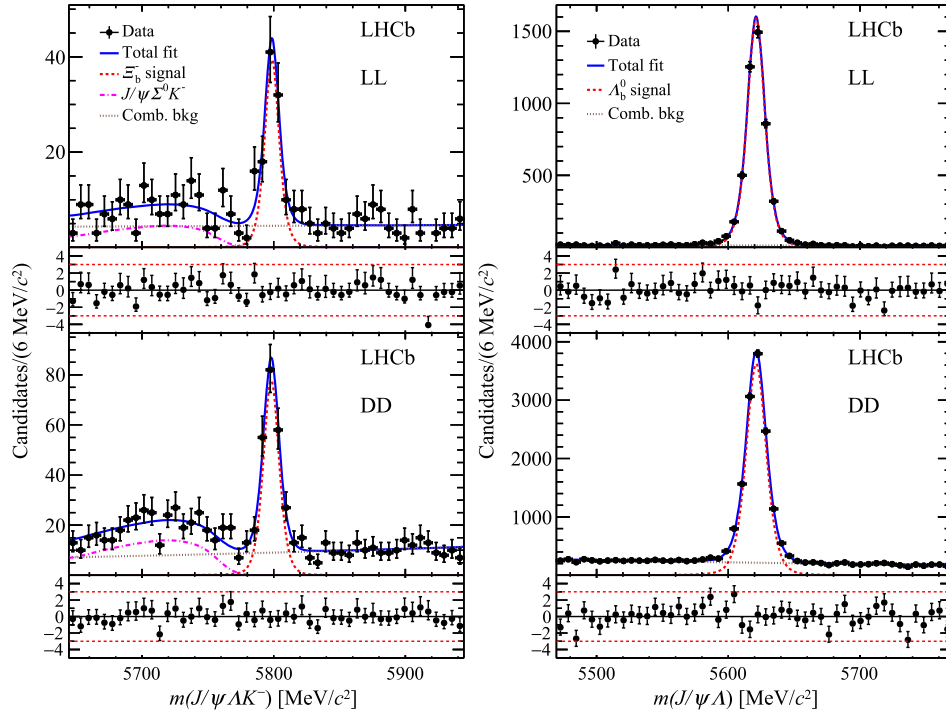 LHCb
LL
Data
Total fit
Ξ⁻b signal
J/ψ Σ⁰K⁻
Comb. bkg
40
20
4
2
0
−2
−4
LHCb
DD
80
60
40
20
4
2
0
−2
−4
5700
5800
5900
m(J/ψ ΛK⁻) [MeV/c²]
Candidates/(6 MeV/c²)
LHCb
LL
Data
Total fit
Λ⁰b signal
Comb. bkg
1500
1000
500
4
2
0
−2
−4
LHCb
DD
4000
3000
2000
1000
4
2
0
−2
−4
5500
5600
5700
m(J/ψ Λ) [MeV/c²]
Candidates/(6 MeV/c²)